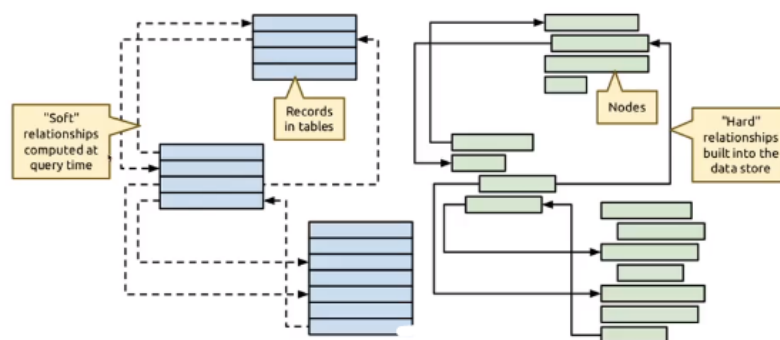 "Soft"
relationships
computed at
query time
Records
in tables
Nodes
"Hard"
relationships
built into the
data store